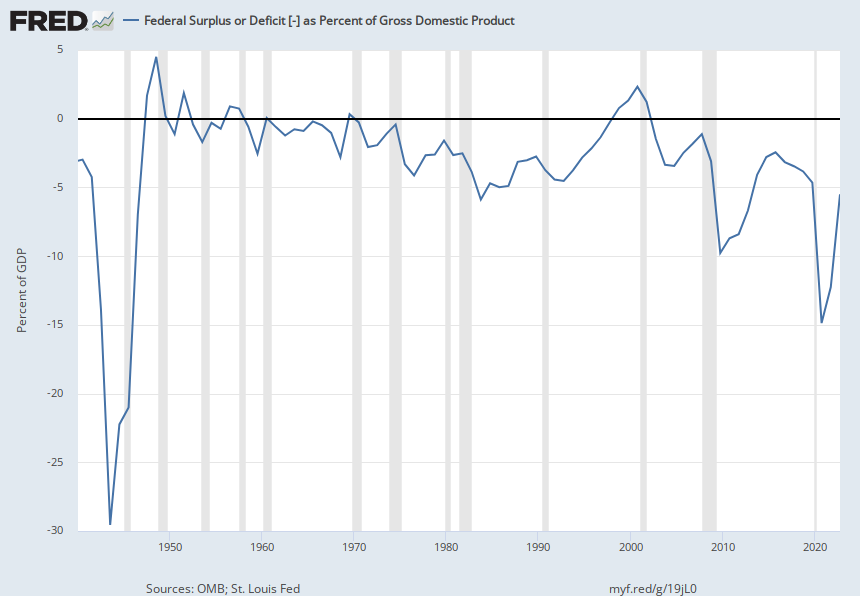 FRED
Federal Surplus or Deficit [-] as Percent of Gross Domestic Product
5
0
-5
-10
-15
-20
-25
-30
Percent of GDP
1950 1960 1970 1980 1990 2000 2010 2020
Sources: OMB; St. Louis Fed
myf.red/g/19jL0